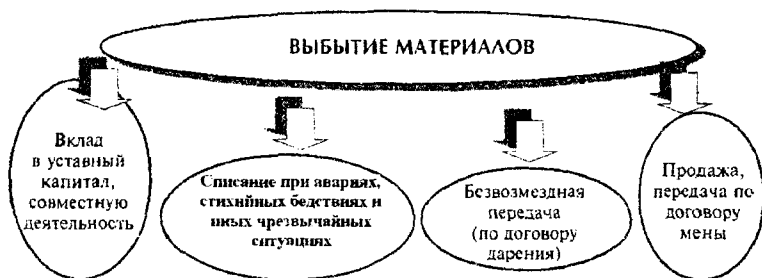 ВЫБЫТИЕ МАТЕРИАЛОВ
Вклад
в уставный
капитал,
совместную
деятельность
Списание при авариях,
стихийных бедствиях и
иных чрезвычайных
ситуациях
Безвозмездная
передача
(по договору
дарения)
Продажа,
передача по
договору
мены